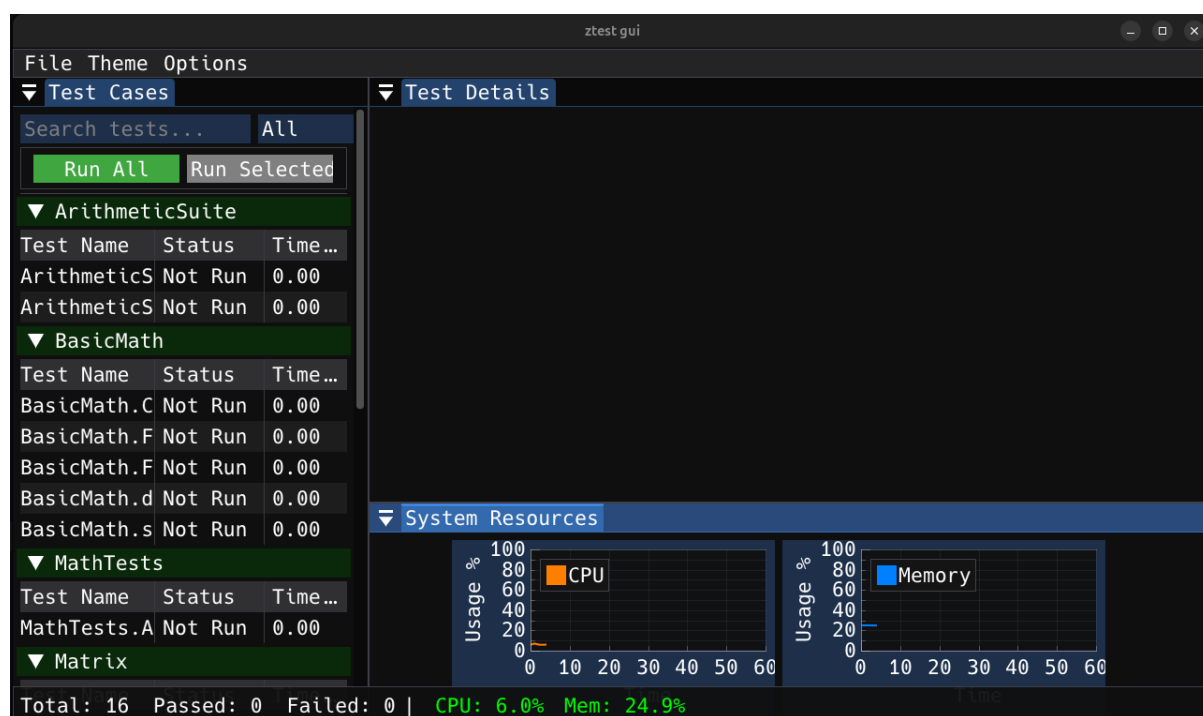 ztest gui
File Theme Options
Test Cases
Search tests... All
Run All Run Selected
ArithmeticSuite
Test Name Status Time…
ArithmeticS Not Run 0.00
ArithmeticS Not Run 0.00
BasicMath
Test Name Status Time…
BasicMath.C Not Run 0.00
BasicMath.F Not Run 0.00
BasicMath.F Not Run 0.00
BasicMath.d Not Run 0.00
BasicMath.s Not Run 0.00
MathTests
Test Name Status Time…
MathTests.A Not Run 0.00
Matrix
Test Name Status Time
Test Details
System Resources
Usage %
100
80
60
40
20
0
CPU
0 10 20 30 40 50 60
Usage %
100
80
60
40
20
0
Memory
0 10 20 30 40 50 60
Time
Total: 16 Passed: 0 Failed: 0 | CPU: 6.0% Mem: 24.9%